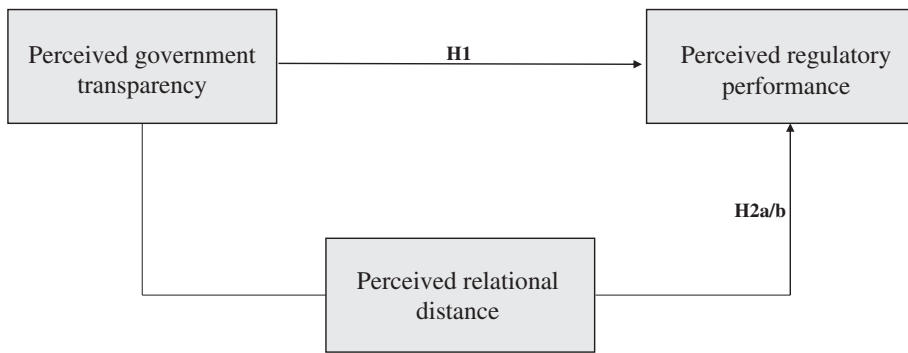 Perceived government
transparency
H1
Perceived regulatory
performance
H2a/b
Perceived relational
distance